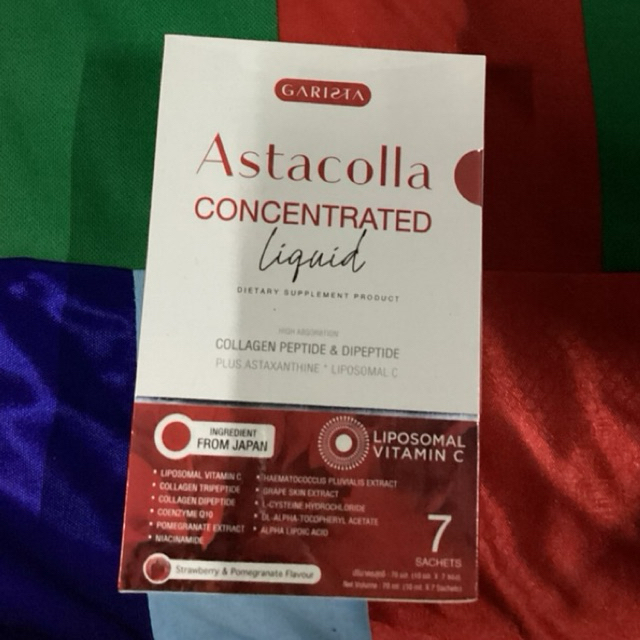 GARISTA
Astacolla
CONCENTRATED
liquid
DIETARY SUPPLEMENT PRODUCT
HIGH ABSORBTION
COLLAGEN PEPTIDE & DIPEPTIDE
PLUS ASTAXANTHINE * LIPOSOMAL C
INGREDIENT
FROM JAPAN
LIPOSOMAL
VITAMIN C
• LIPOSOMAL VITAMIN C
• COLLAGEN TRIPEPTIDE
• COLLAGEN DIPEPTIDE
• COENZYME Q10
• POMEGRANATE EXTRACT
• NIACINAMIDE
• HAEMATOCOCCUS PLUVIALIS EXTRACT
• GRAPE SKIN EXTRACT
• L-CYSTEINE HYDROCHLORIDE
• DL-ALPHA-TOCOPHERYL ACETATE
• ALPHA LIPOIC ACID
7
SACHETS
Strawberry & Pomegranate Flavour
Net Volume : 70 ml. (10 ml. X 7 Sachets)